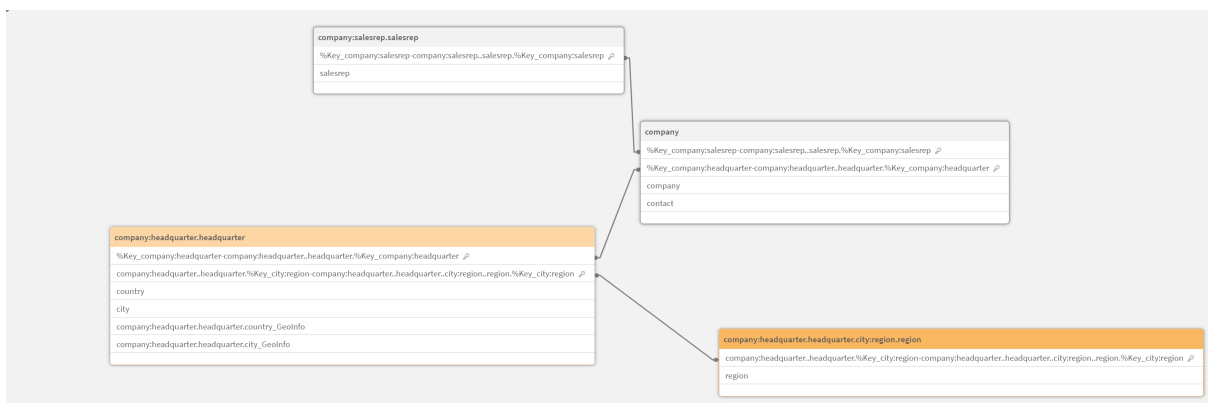 company:salesrep.salesrep
%Key_company:salesrep-company:salesrep..salesrep.%Key_company:salesrep
salesrep
company
%Key_company:salesrep-company:salesrep..salesrep.%Key_company:salesrep
%Key_company:headquarter-company:headquarter..headquarter.%Key_company:headquarter
company
contact
company:headquarter.headquarter
%Key_company:headquarter-company:headquarter..headquarter.%Key_company:headquarter
company:headquarter..headquarter.%Key_city:region-company:headquarter..headquarter..city:region..region.%Key_city:region
country
city
company:headquarter.headquarter.country_GeoInfo
company:headquarter.headquarter.city_GeoInfo
company:headquarter.headquarter.city:region.region
company:headquarter..headquarter.%Key_city:region-company:headquarter..headquarter..city:region..region.%Key_city:region
region